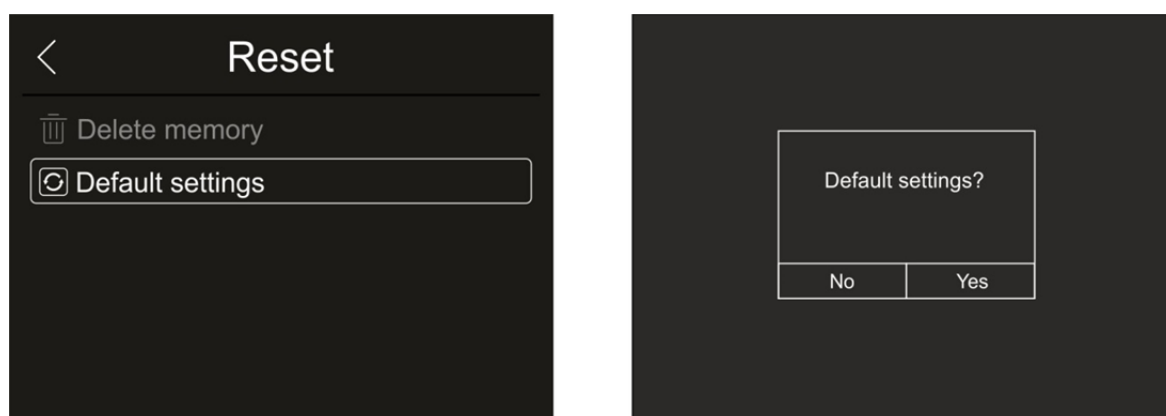 Reset
Delete memory
Default settings
Default settings?
No Yes